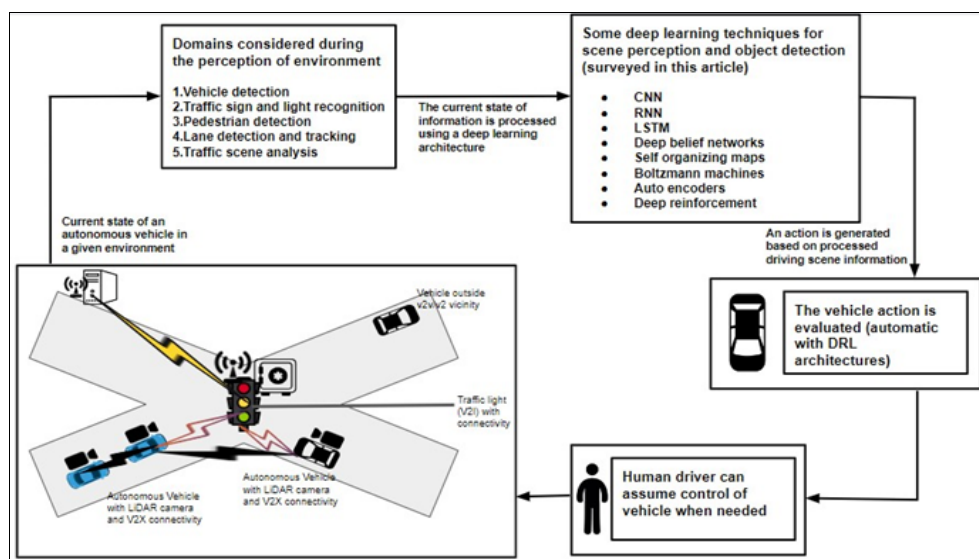 Domains considered during
the perception of environment
1.Vehicle detection
2.Traffic sign and light recognition
3.Pedestrian detection
4.Lane detection and tracking
5.Traffic scene analysis
The current state of
information is processed
using a deep learning
architecture
Some deep learning techniques for
scene perception and object detection
(surveyed in this article)
• CNN
• RNN
• LSTM
• Deep belief networks
• Self organizing maps
• Boltzmann machines
• Auto encoders
• Deep reinforcement
An action is generated
based on processed
driving scene information
The vehicle action is
evaluated (automatic
with DRL
architectures)
Human driver can
assume control of
vehicle when needed
Current state of an
autonomous vehicle in
a given environment
Vehicle outside
v2v/v2 vicinity
Traffic light
(V2I) with
connectivity
Autonomous Vehicle
with LiDAR camera
and V2X connectivity
Autonomous Vehicle
with LiDAR camera
and V2X connectivity